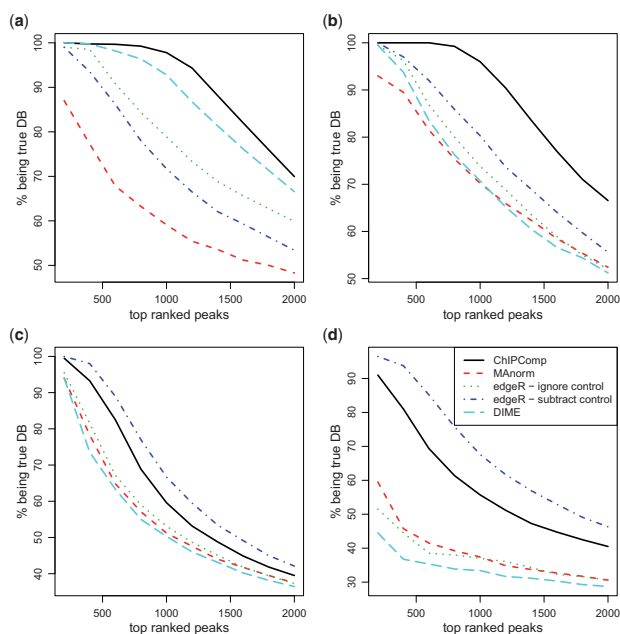 (a)
% being true DB
100
90
80
70
60
50
500
1000
1500
2000
top ranked peaks
(b)
% being true DB
100
90
80
70
60
50
500
1000
1500
2000
top ranked peaks
(c)
% being true DB
100
90
80
70
60
50
40
500
1000
1500
2000
top ranked peaks
(d)
% being true DB
90
80
70
60
50
40
30
500
1000
1500
2000
top ranked peaks
ChIPComp
MAnorm
edgeR − ignore control
edgeR − subtract control
DIME